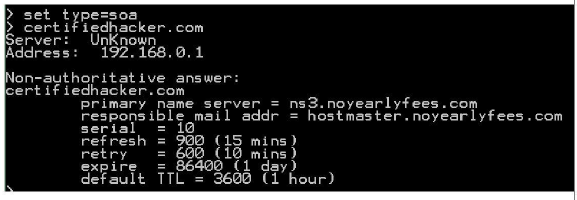 > set type=soa
> certifiedhacker.com
Server:  UnKnown
Address:  192.168.0.1

Non-authoritative answer:
certifiedhacker.com
        primary name server = ns3.noyearlyfees.com
        responsible mail addr = hostmaster.noyearlyfees.com
        serial  = 10
        refresh = 900 (15 mins)
        retry   = 600 (10 mins)
        expire  = 86400 (1 day)
        default TTL = 3600 (1 hour)